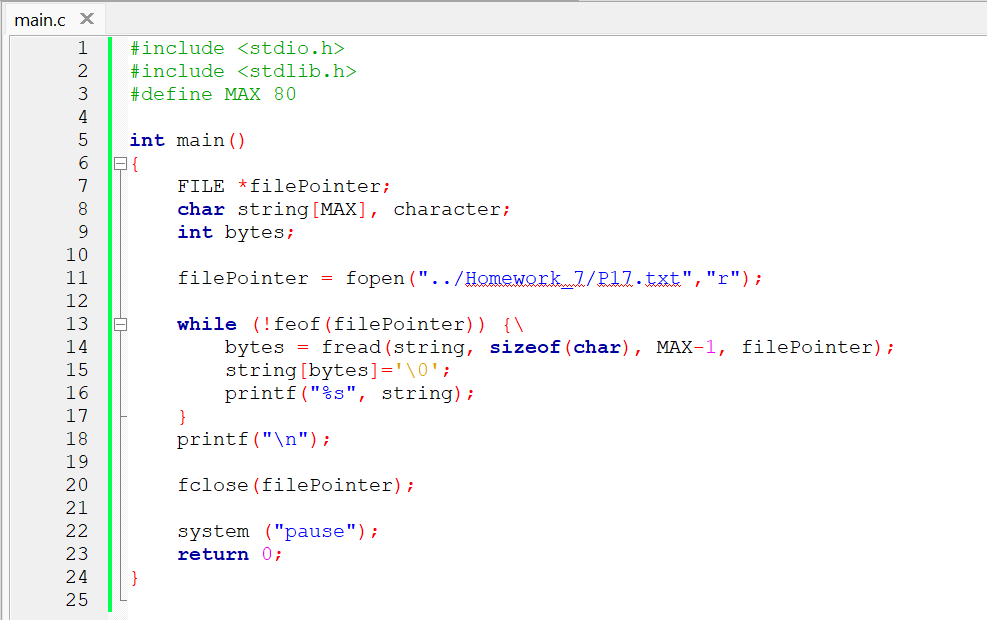 main.c ✕
1 #include <stdio.h>
2 #include <stdlib.h>
3 #define MAX 80
4
5 int main()
6 {
7     FILE *filePointer;
8     char string[MAX], character;
9     int bytes;
10
11     filePointer = fopen("../Homework_7/P17.txt","r");
12
13     while (!feof(filePointer)) {\
14         bytes = fread(string, sizeof(char), MAX-1, filePointer);
15         string[bytes]='\0';
16         printf("%s", string);
17     }
18     printf("\n");
19
20     fclose(filePointer);
21
22     system ("pause");
23     return 0;
24 }
25